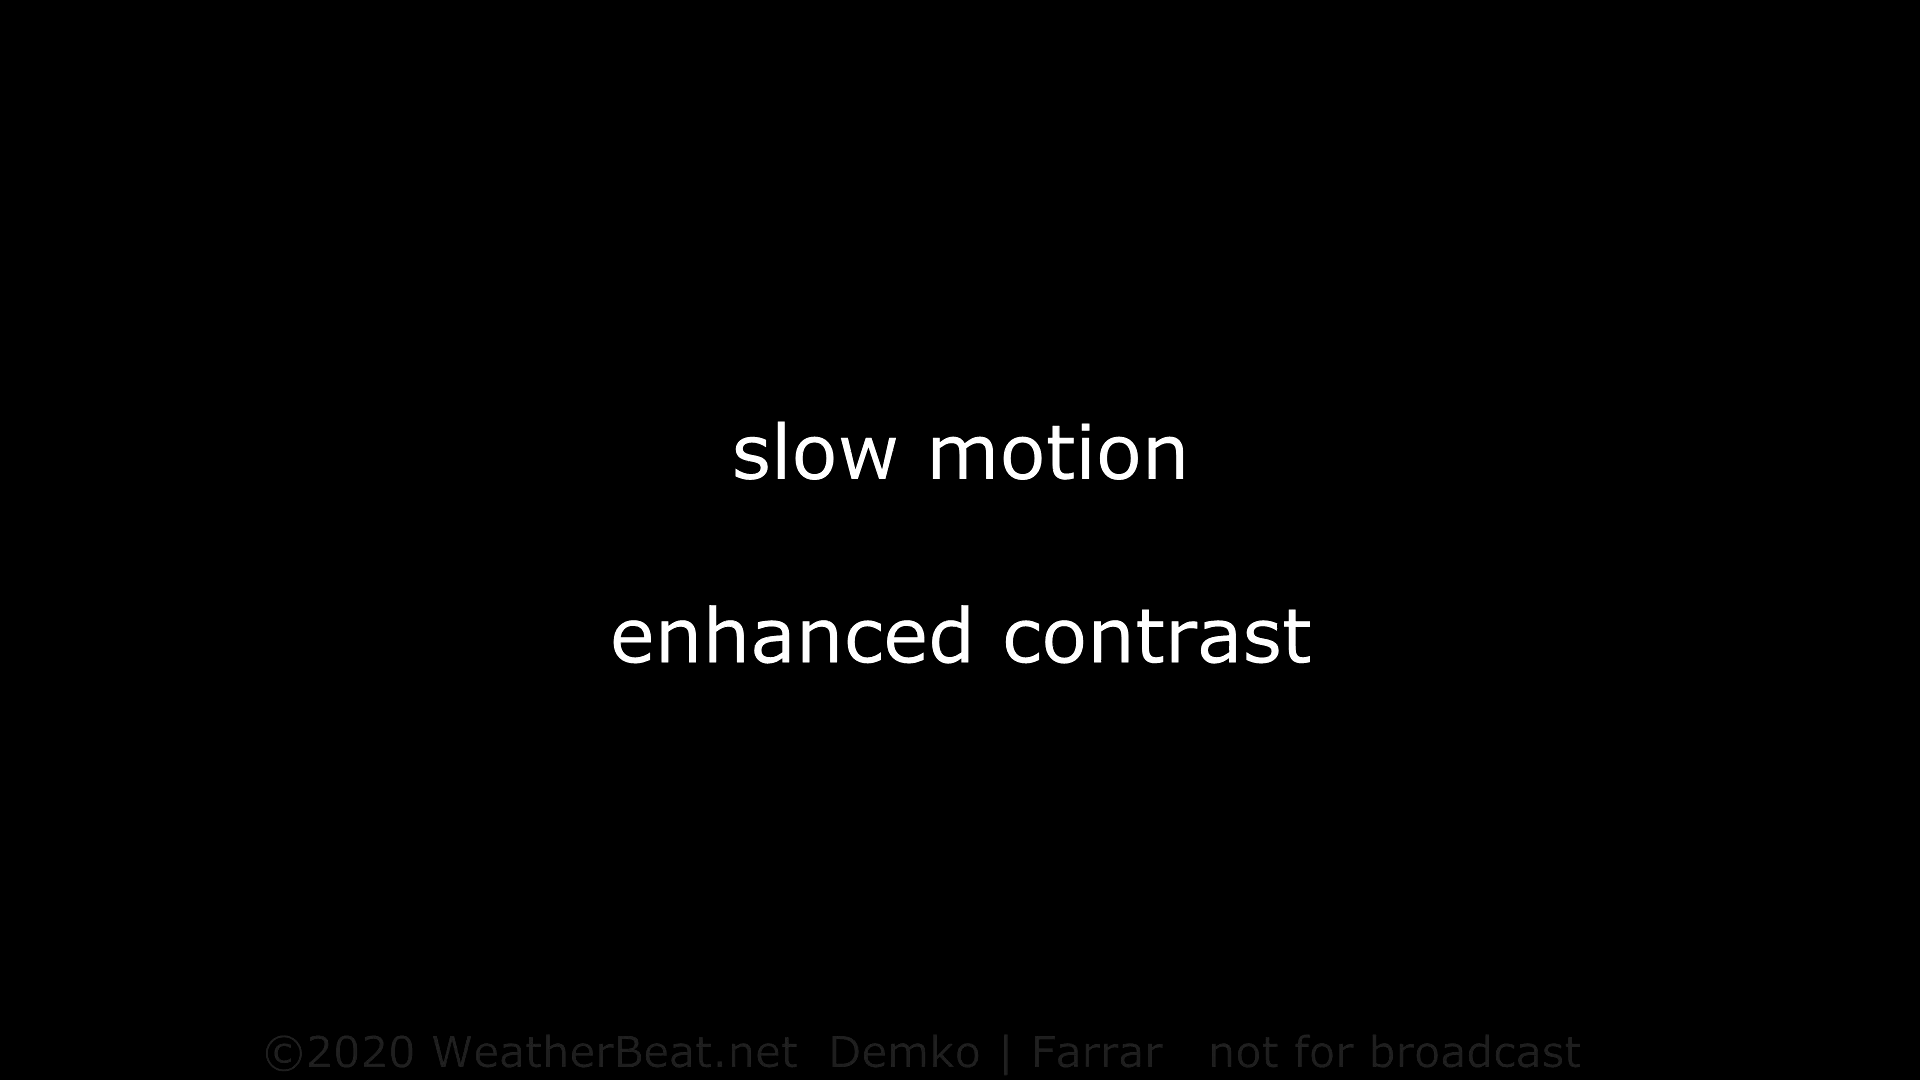 slow motion
enhanced contrast
©2020 WeatherBeat.net Demko | Farrar not for broadcast